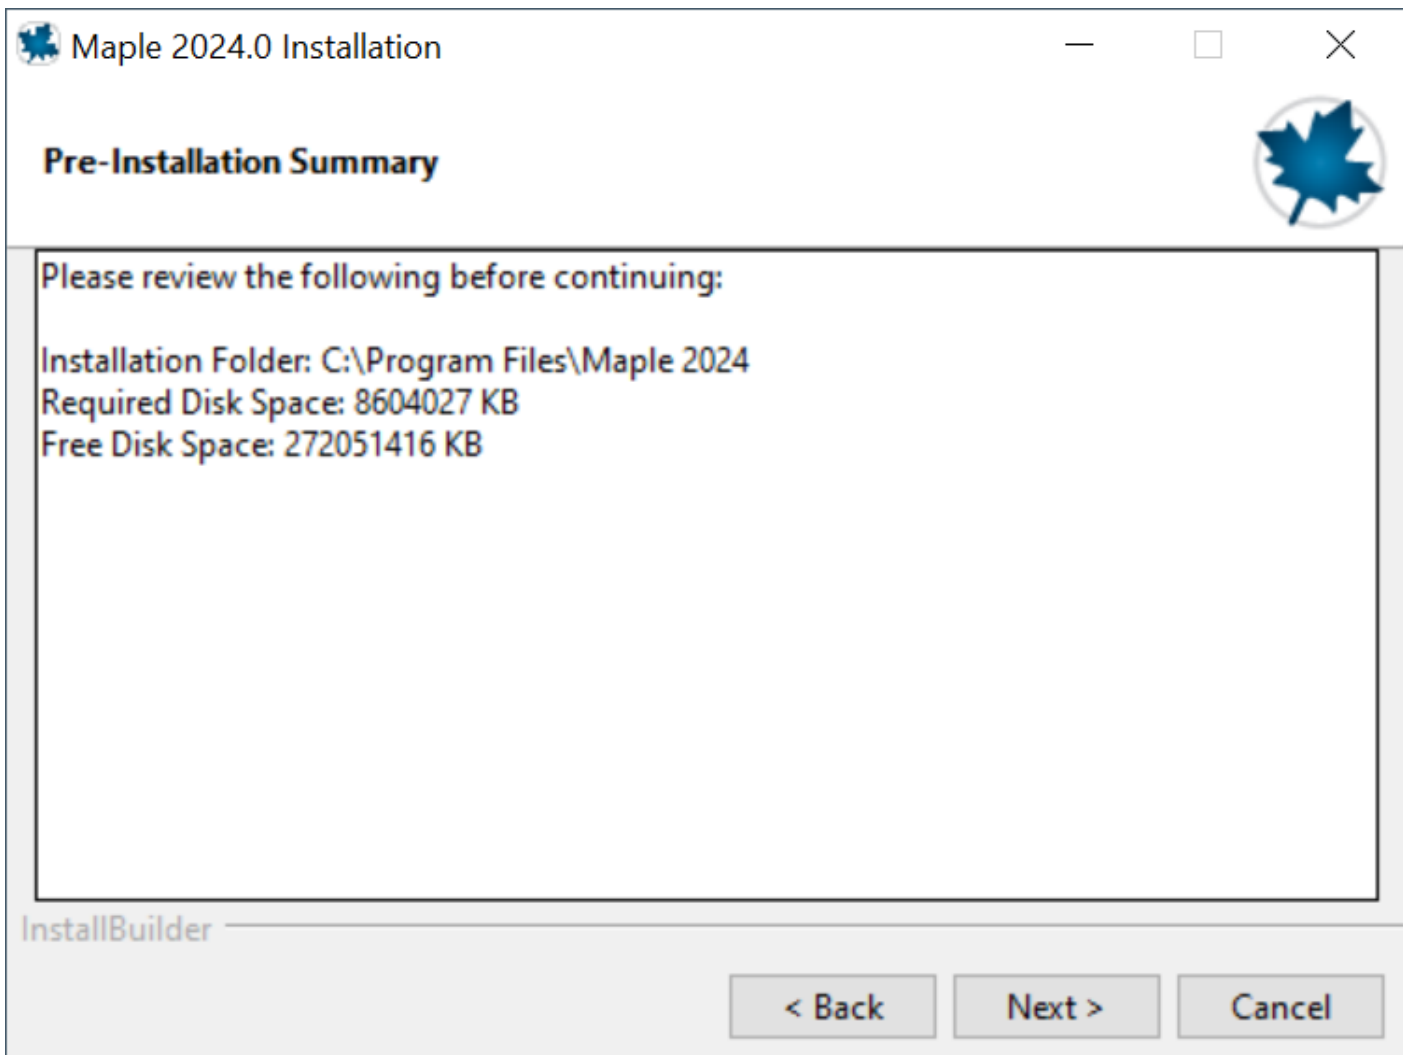 Maple 2024.0 Installation
Pre-Installation Summary
Please review the following before continuing:
Installation Folder: C:\Program Files\Maple 2024
Required Disk Space: 8604027 KB
Free Disk Space: 272051416 KB
InstallBuilder
< Back
Next >
Cancel